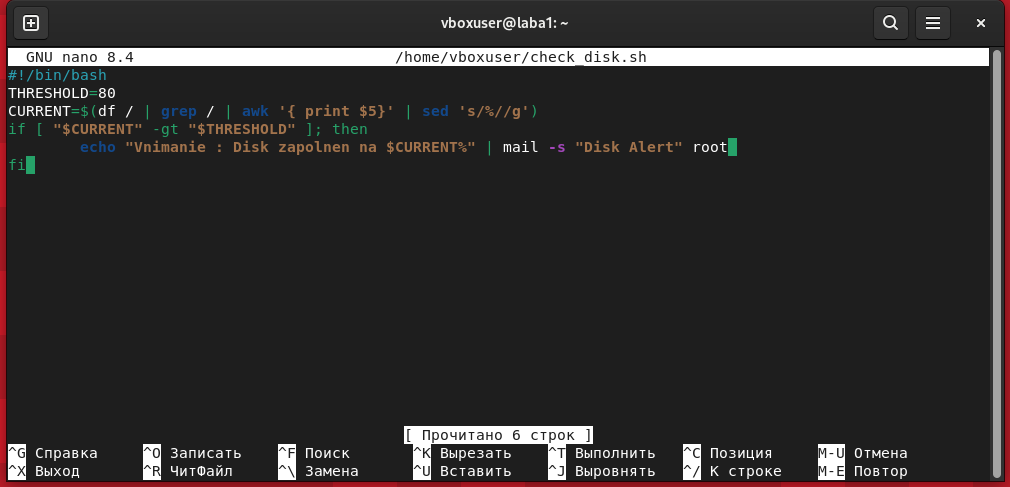 vboxuser@laba1: ~
GNU nano 8.4 /home/vboxuser/check_disk.sh
#!/bin/bash
THRESHOLD=80
CURRENT=$(df / | grep / | awk '{ print $5}' | sed 's/%//g')
if [ "$CURRENT" -gt "$THRESHOLD" ]; then
        echo "Vnimanie : Disk zapolnen na $CURRENT%" | mail -s "Disk Alert" root
fi
[ Прочитано 6 строк ]
^G Справка ^O Записать ^F Поиск ^K Вырезать ^T Выполнить ^C Позиция M-U Отмена
^X Выход ^R ЧитФайл ^\ Замена ^U Вставить ^J Выровнять ^/ К строке M-E Повтор